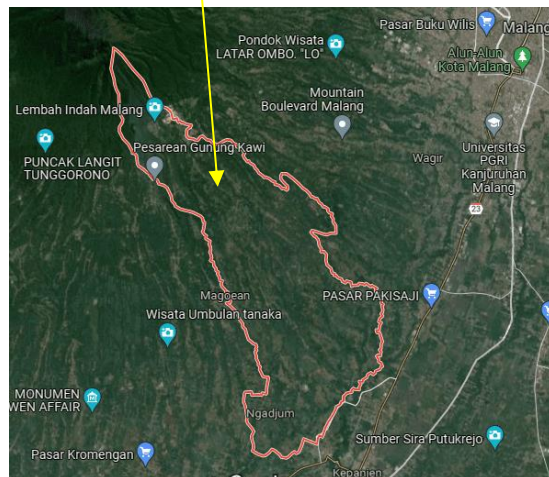 Pasar Buku Wilis
Malang
Pondok Wisata
LATAR OMBO. "LO"
Alun-Alun
Kota Malang
Mountain
Boulevard Malang
Lembah Indah Malang
PUNCAK LANGIT
TUNGGORONO
Pesarean Gunung Kawi
Wagir
Universitas
PGRI
Kanjuruhan
Malang
23
Magoean
PASAR PAKISAJI
Wisata Umbulan tanaka
MONUMEN
WEN AFFAIR
Ngadjum
Sumber Sira Putukrejo
Pasar Kromengan
Kepanjen